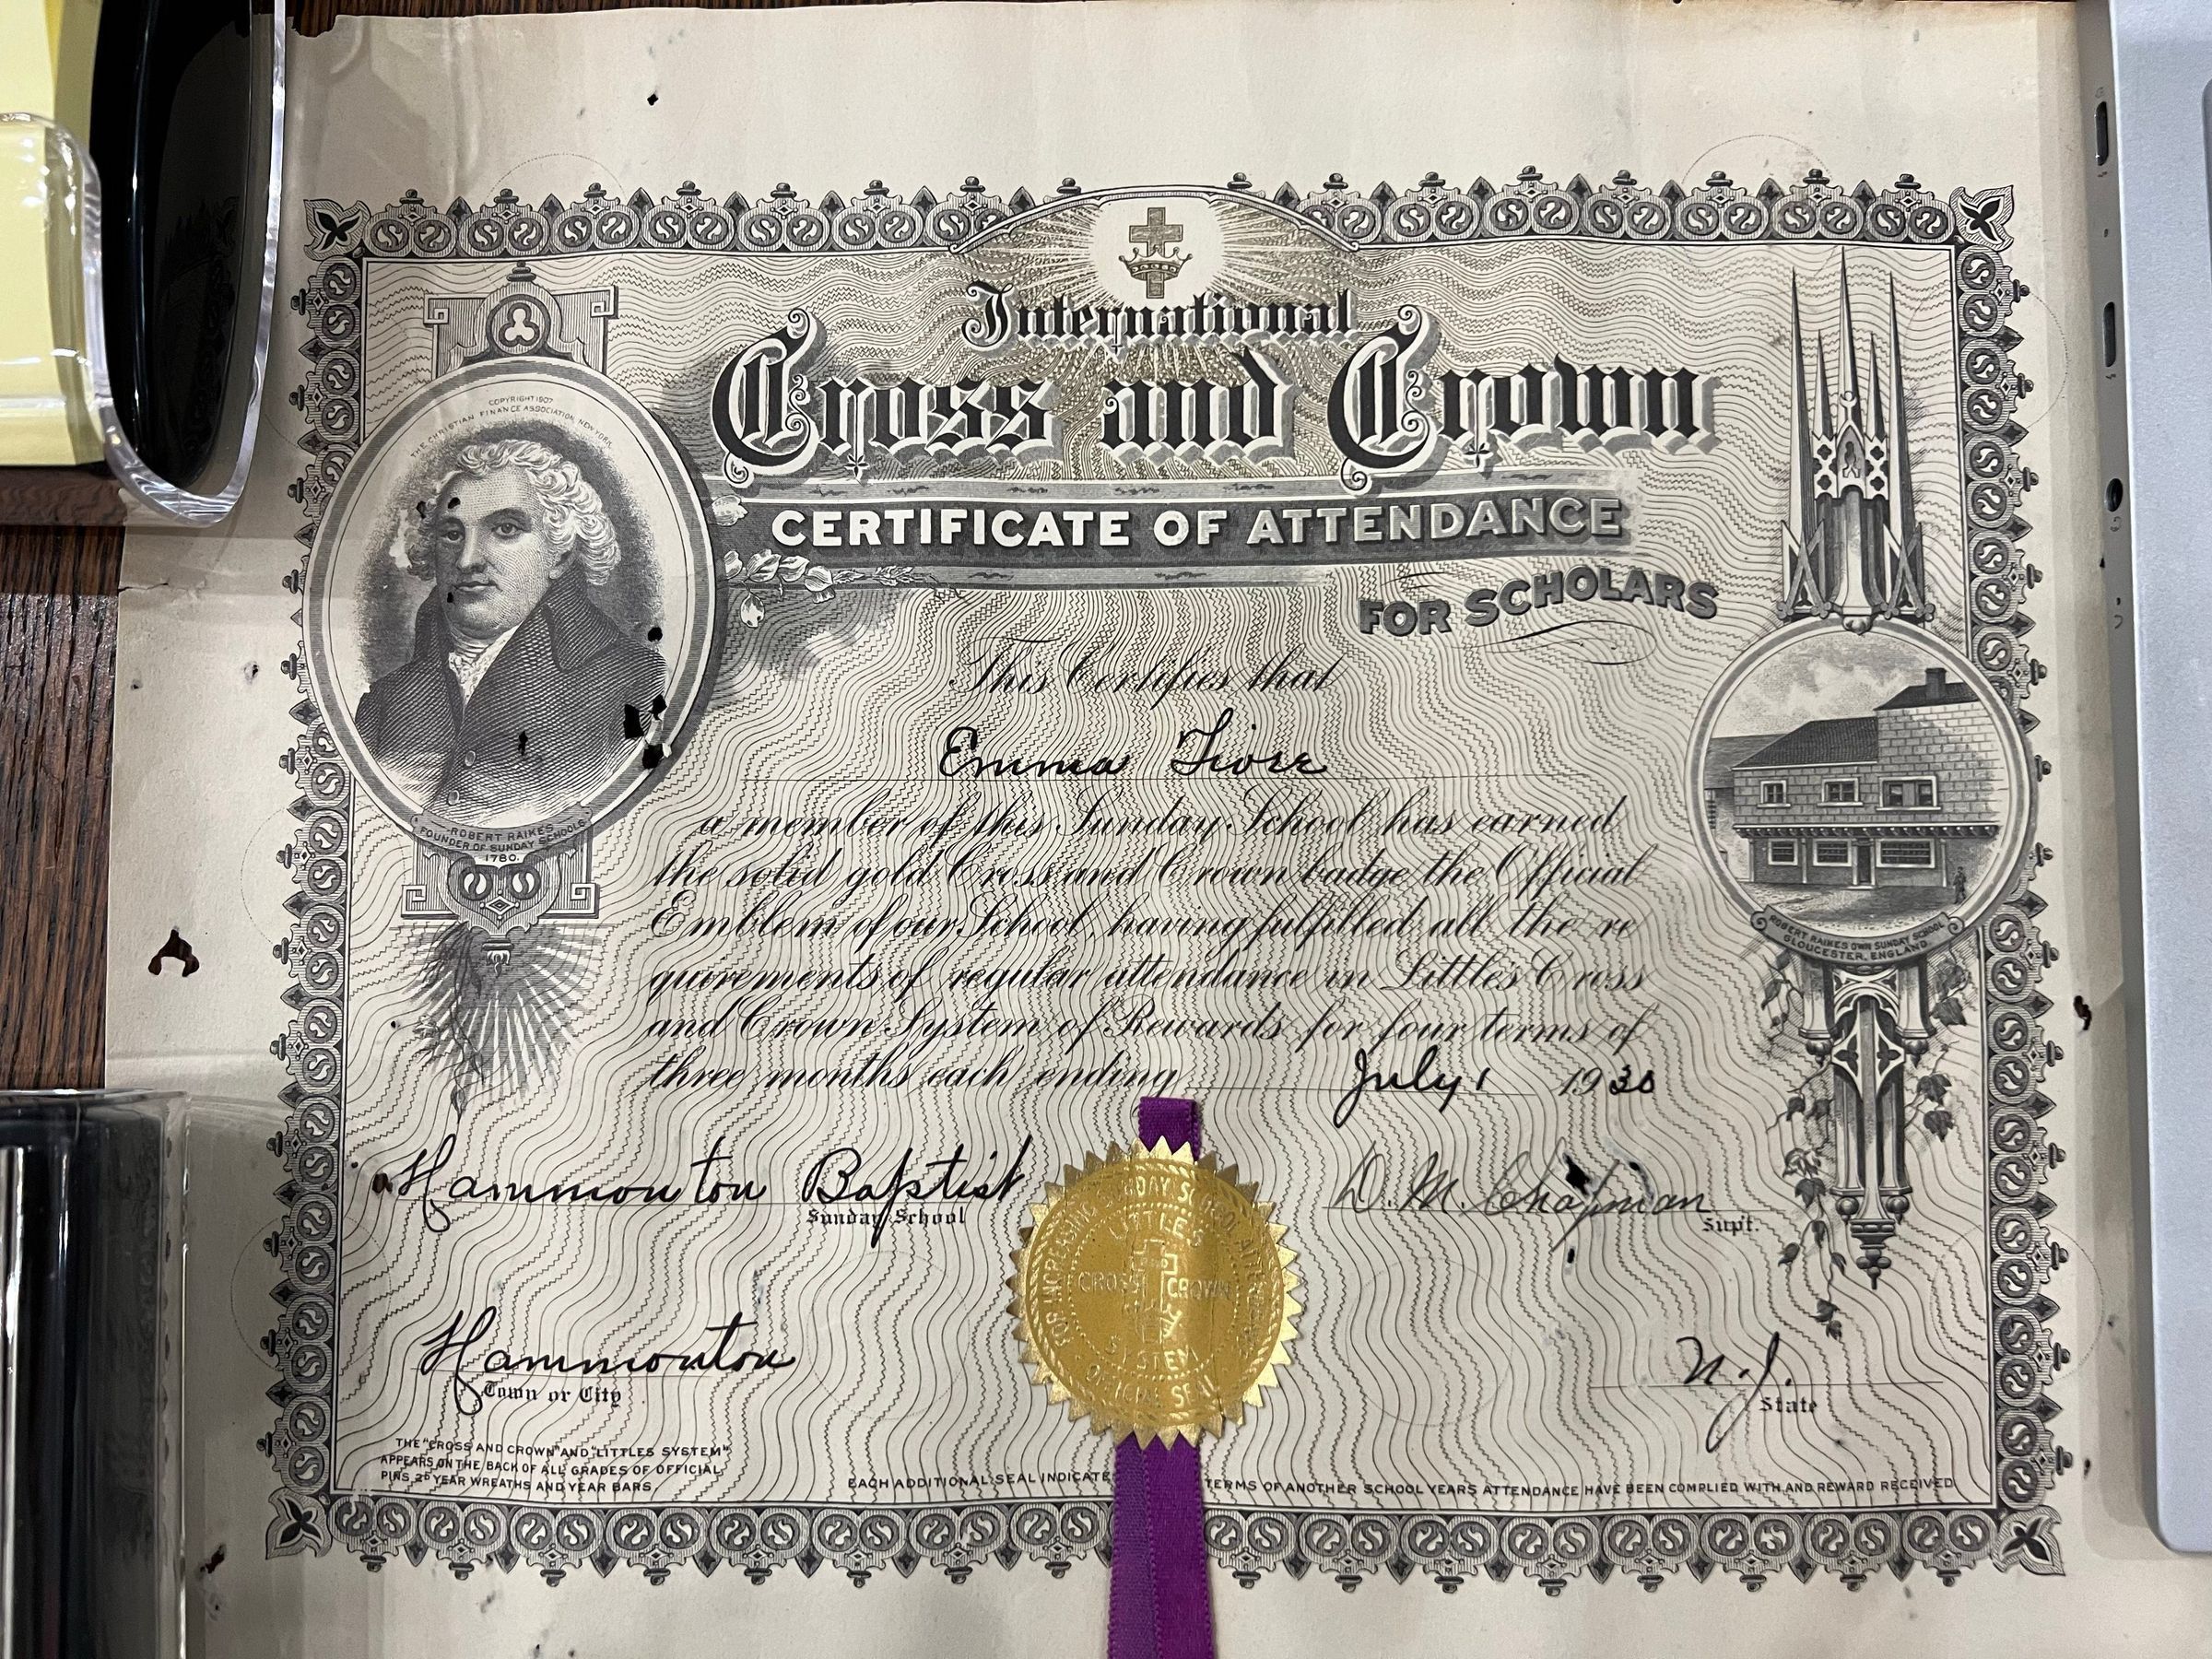 International
Cross and Crown
CERTIFICATE OF ATTENDANCE
FOR SCHOLARS
COPYRIGHT 1907
THE CHRISTIAN FINANCE ASSOCIATION, NEW YORK.
ROBERT RAIKES
FOUNDER OF SUNDAY SCHOOLS
1780.
This Certifies that
Emma Fiore
a member of this Sunday School has earned
the solid gold Cross and Crown badge the Official
Emblem of our School, having fulfilled all the re
quirements of regular attendance in Little's Cross
and Crown System of Rewards for four terms of
three months each ending July 1 1930
ROBERT RAIKES OWN SUNDAY SCHOOL
GLOUCESTER, ENGLAND.
Hammonton Baptist
Sunday School
D. M. Chapman
Supt.
FOR INCREASING SUNDAY SCHOOL
LITTLE'S
CROSS CROWN
SYSTEM
OFFICIAL SEAL
Hammonton
Town or City
N.J.
State
THE "CROSS AND CROWN" AND "LITTLES SYSTEM"
APPEARS ON THE BACK OF ALL GRADES OF OFFICIAL
PINS, 2D YEAR WREATHS AND YEAR BARS.
EACH ADDITIONAL SEAL INDICATES TERMS OF ANOTHER SCHOOL YEARS ATTENDANCE HAVE BEEN COMPLIED WITH AND REWARD RECEIVED